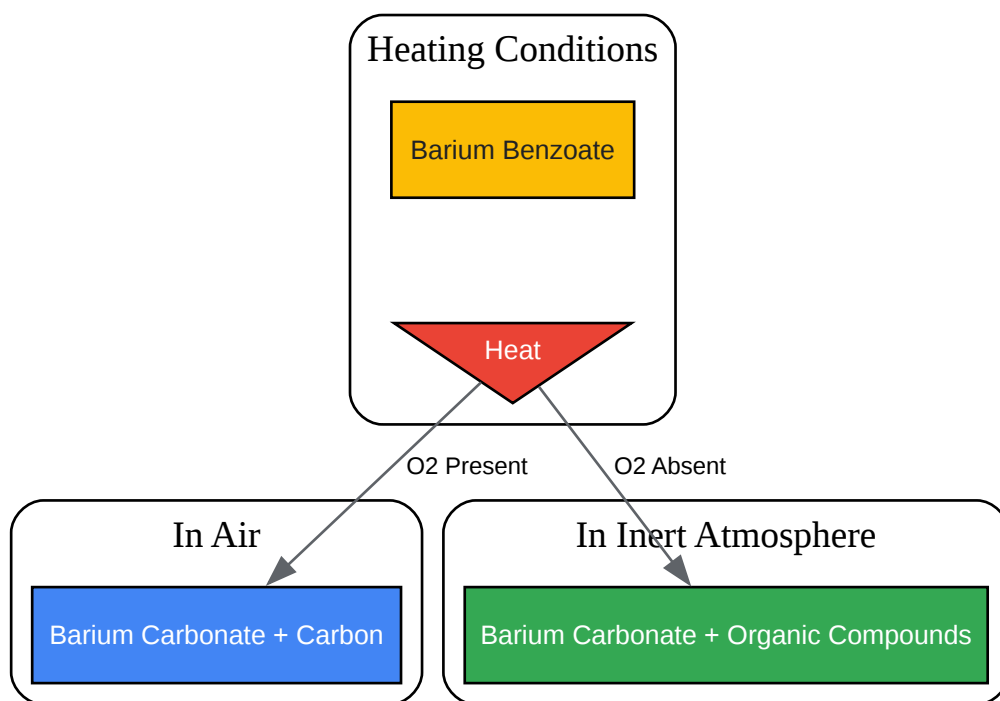 Heating Conditions
Barium Benzoate
Heat
O2 Present
O2 Absent
In Air
In Inert Atmosphere
Barium Carbonate + Carbon
Barium Carbonate + Organic Compounds